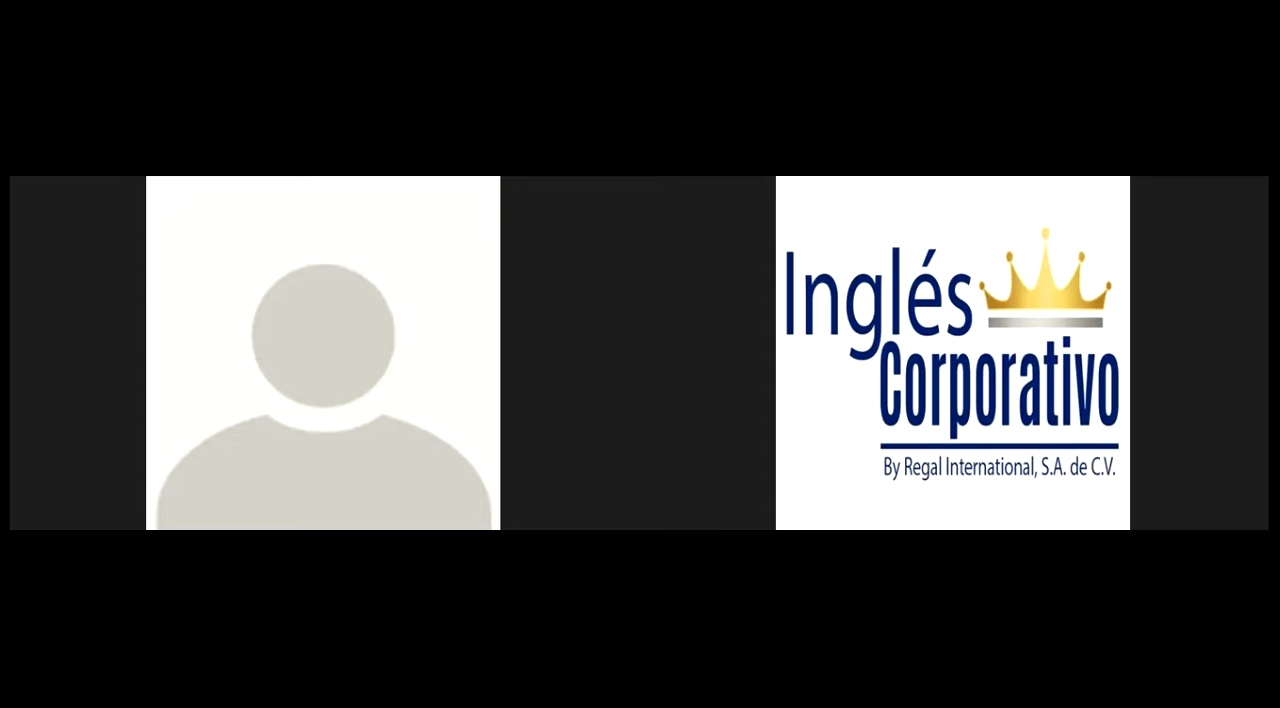 Inglés
Corporativo
By Regal International, S.A. de C.V.